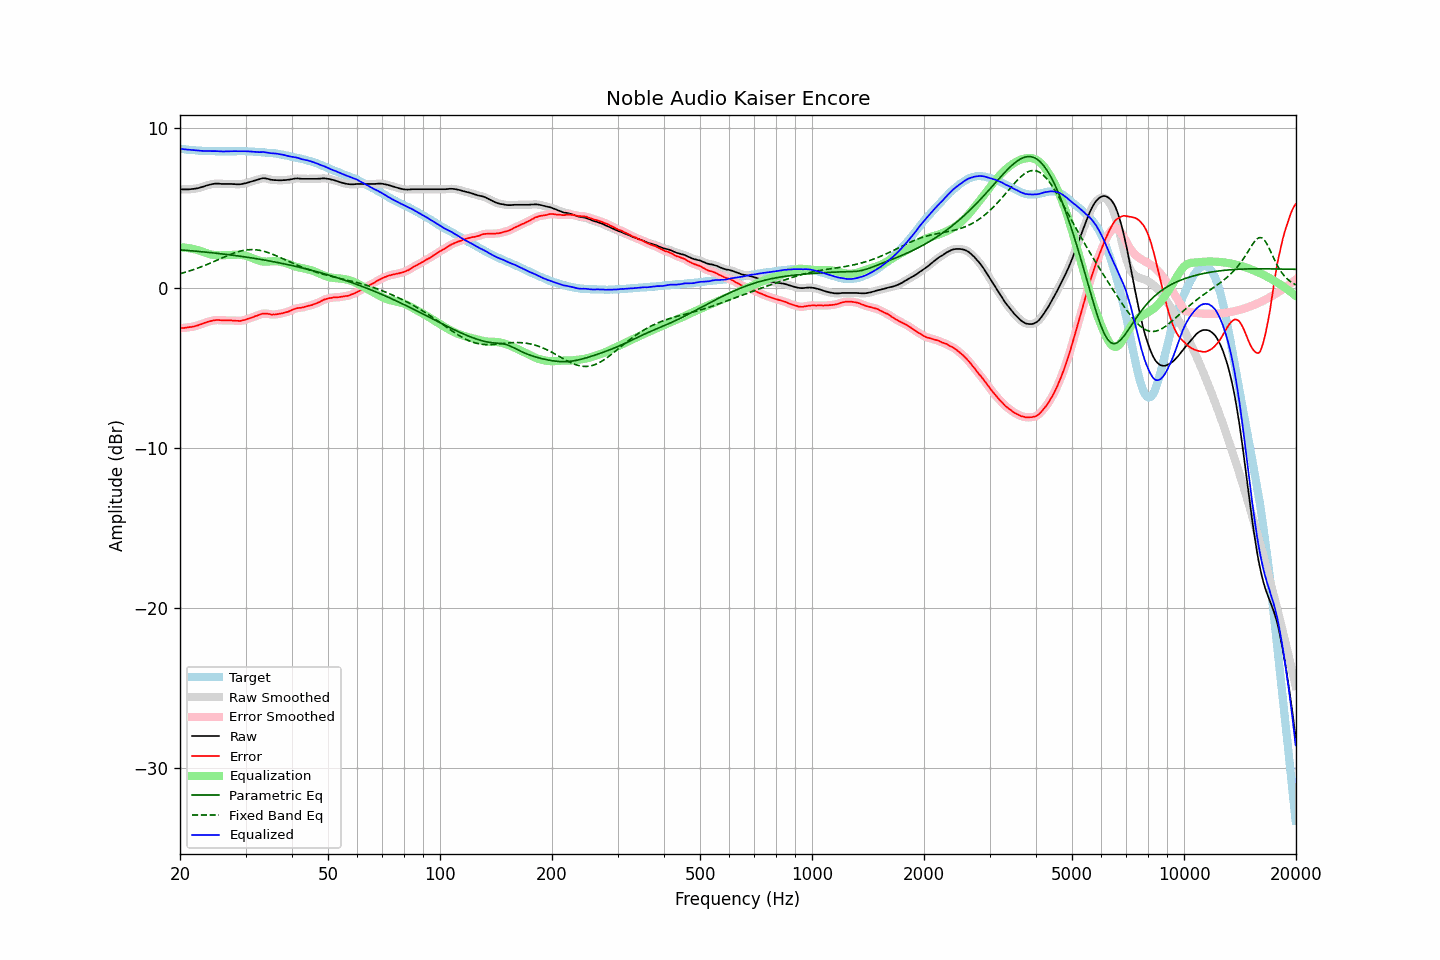 Noble Audio Kaiser Encore
10
0
−10
−20
−30
Amplitude (dBr)
Target
Raw Smoothed
Error Smoothed
Raw
Error
Equalization
Parametric Eq
Fixed Band Eq
Equalized
20 50 100 200 500 1000 2000 5000 10000 20000
Frequency (Hz)